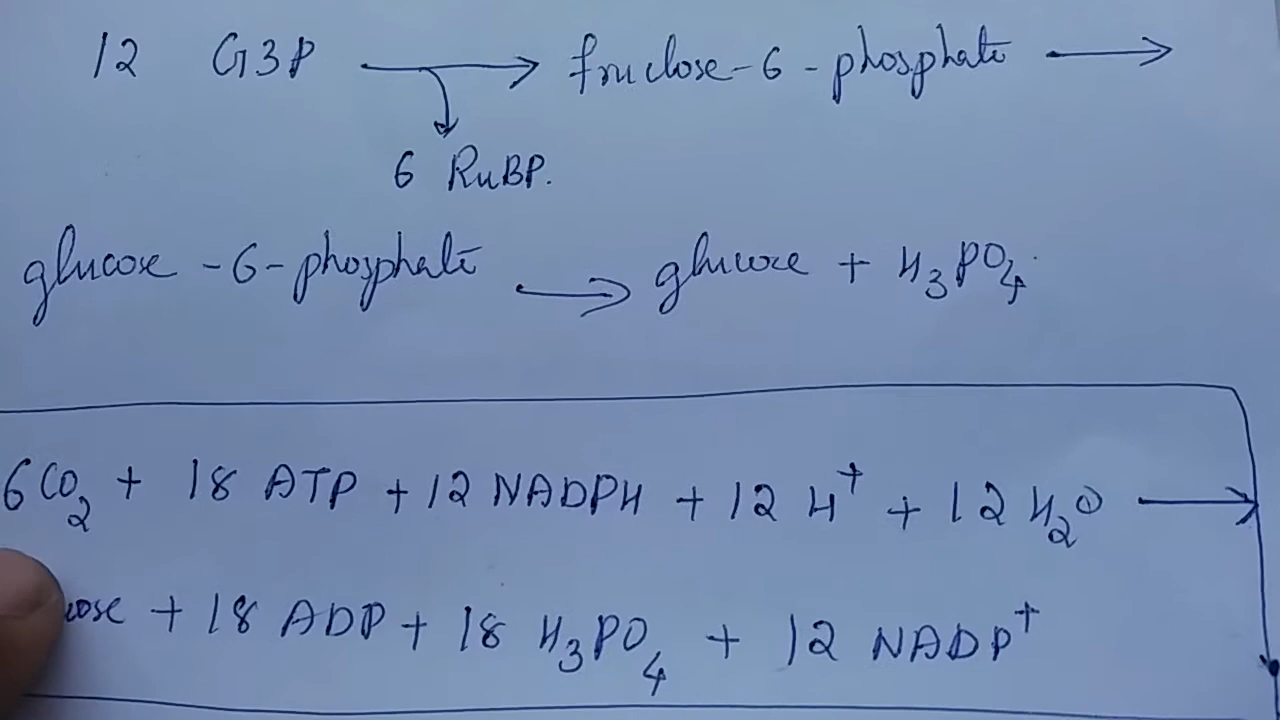 12 G3P → fructose-6-phosphate →
6 RuBP.
glucose-6-phosphate → glucose + H₃PO₄
6CO₂ + 18 ATP + 12 NADPH + 12 H⁺ + 12 H₂O →
cose + 18 ADP + 18 H₃PO₄ + 12 NADP⁺